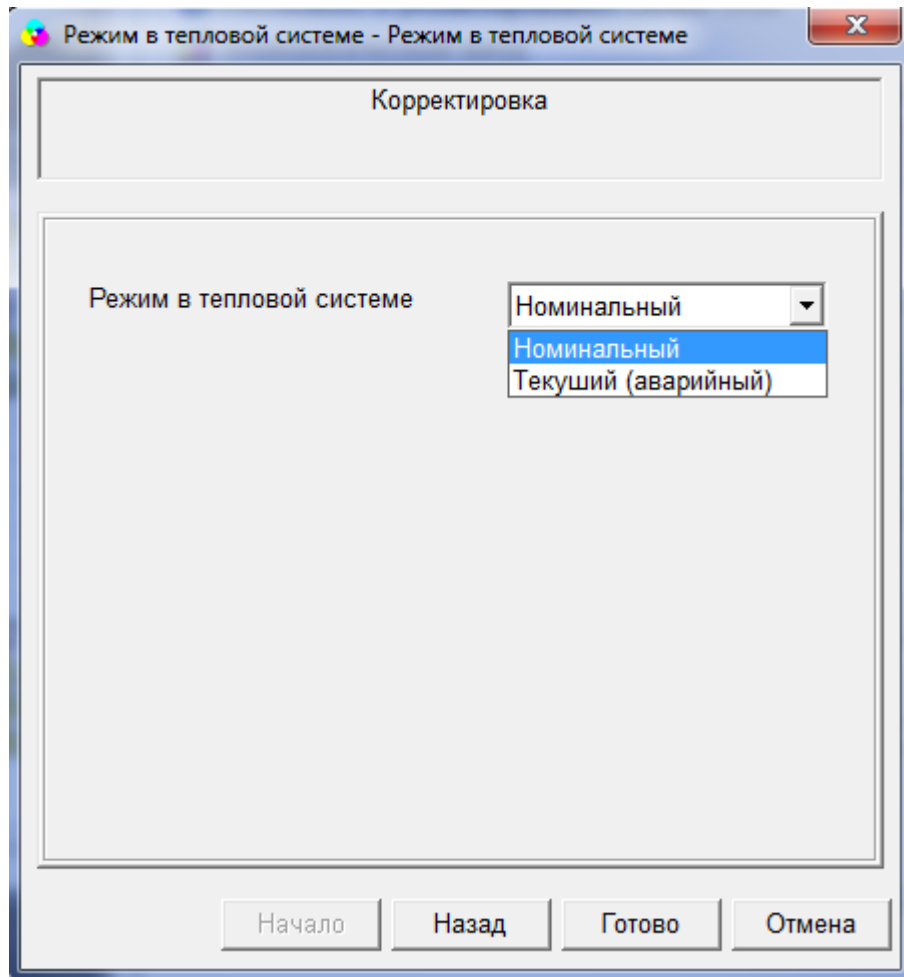 Режим в тепловой системе - Режим в тепловой системе
x
Корректировка
Режим в тепловой системе
Номинальный
Номинальный
Текуший (аварийный)
Начало
Назад
Готово
Отмена